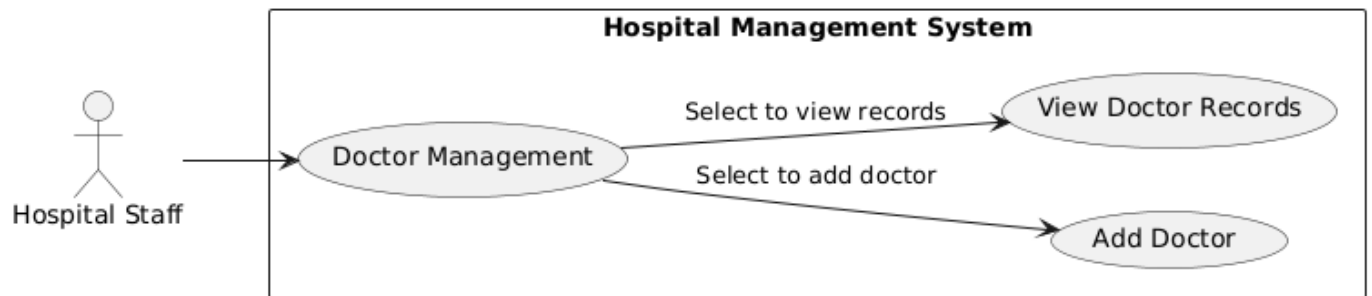 Hospital Management System
Hospital Staff
Doctor Management
Select to view records
View Doctor Records
Select to add doctor
Add Doctor